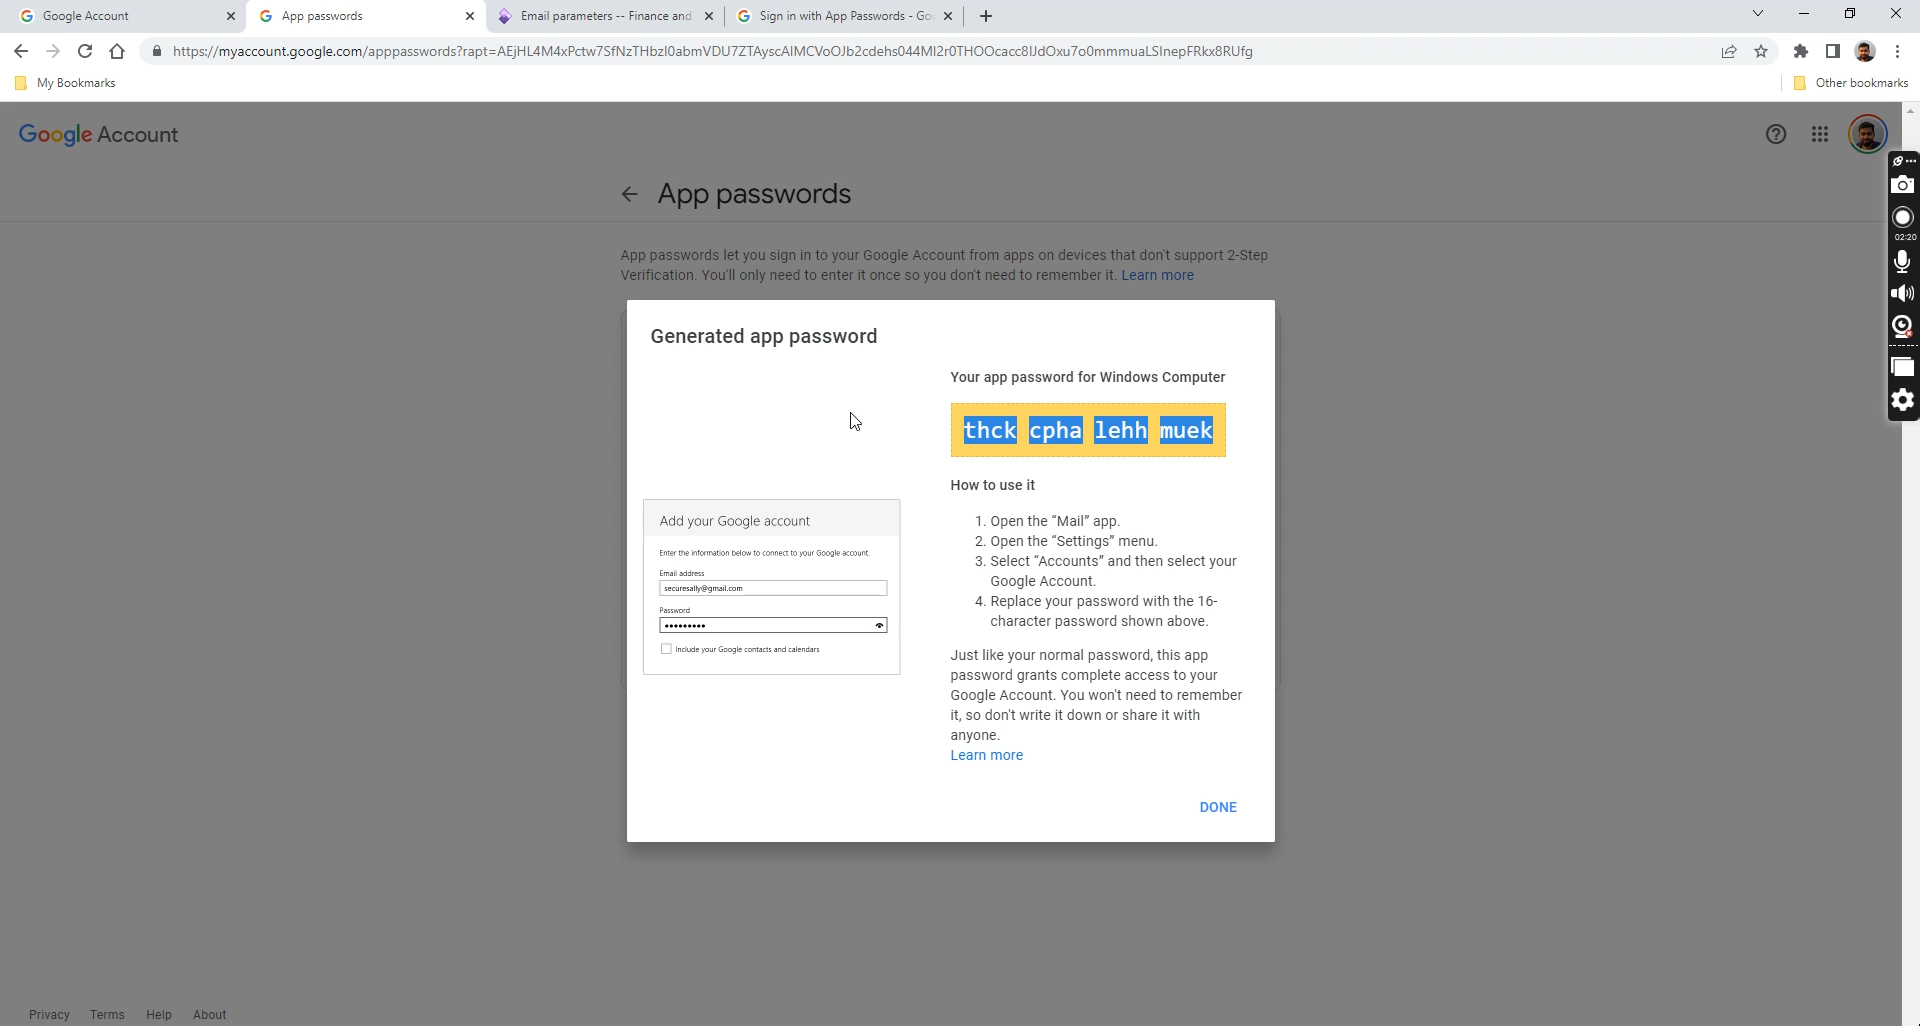 Google Account
App passwords
Email parameters -- Finance and
Sign in with App Passwords - Go
My Bookmarks
Other bookmarks
Google Account
App passwords
App passwords let you sign in to your Google Account from apps on devices that don't support 2-Step
Verification. You'll only need to enter it once so you don't need to remember it. Learn more
02:20
Generated app password
Your app password for Windows Computer
thck cpha lehh muek
How to use it
1. Open the “Mail” app.
2. Open the “Settings” menu.
3. Select “Accounts” and then select your
Google Account.
4. Replace your password with the 16-
character password shown above.
Just like your normal password, this app
password grants complete access to your
Google Account. You won't need to remember
it, so don't write it down or share it with
anyone.
Learn more
Add your Google account
Enter the information below to connect to your Google account.
Email address
securesally@gmail.com
Password
Include your Google contacts and calendars
DONE
Privacy Terms Help About